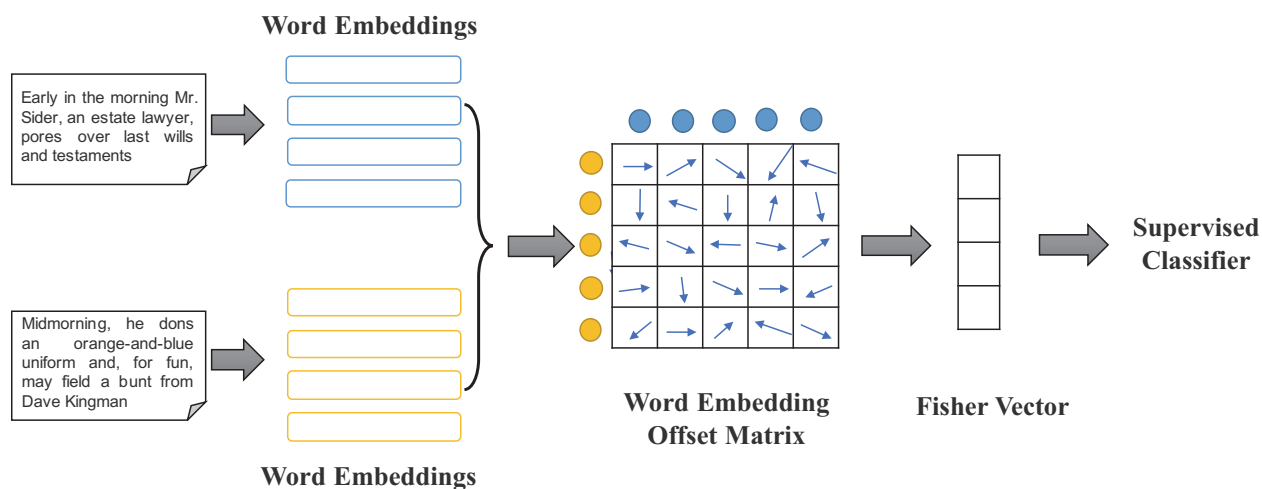 Word Embeddings
Early in the morning Mr.
Sider, an estate lawyer,
pores over last wills
and testaments
Midmorning, he dons
an orange-and-blue
uniform and, for fun,
may field a bunt from
Dave Kingman
Word Embeddings
Word Embedding
Offset Matrix
Fisher Vector
Supervised
Classifier